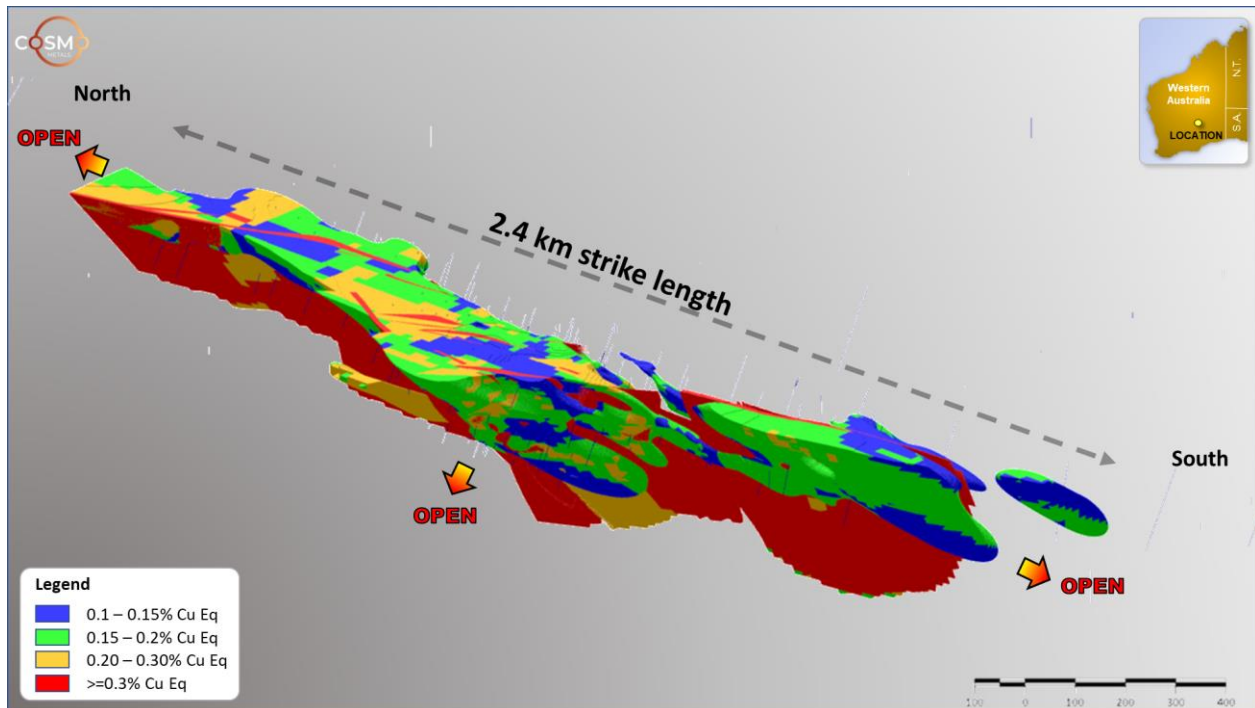 COSMO
METALS
North
OPEN
2.4 km strike length
OPEN
South
OPEN
Western
Australia
N.T.
S.A.
LOCATION
Legend
0.1 – 0.15% Cu Eq
0.15 – 0.2% Cu Eq
0.20 – 0.30% Cu Eq
>=0.3% Cu Eq
100 0 100 200 300 400